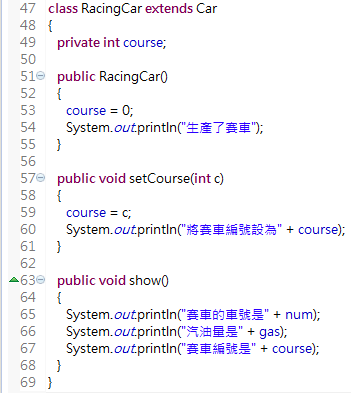 47 class RacingCar extends Car
48 {
49 private int course;
50
51 public RacingCar()
52 {
53 course = 0;
54 System.out.println("生產了賽車");
55 }
56
57 public void setCourse(int c)
58 {
59 course = c;
60 System.out.println("將賽車編號設為" + course);
61 }
62
63 public void show()
64 {
65 System.out.println("賽車的車號是" + num);
66 System.out.println("汽油量是" + gas);
67 System.out.println("賽車編號是" + course);
68 }
69 }